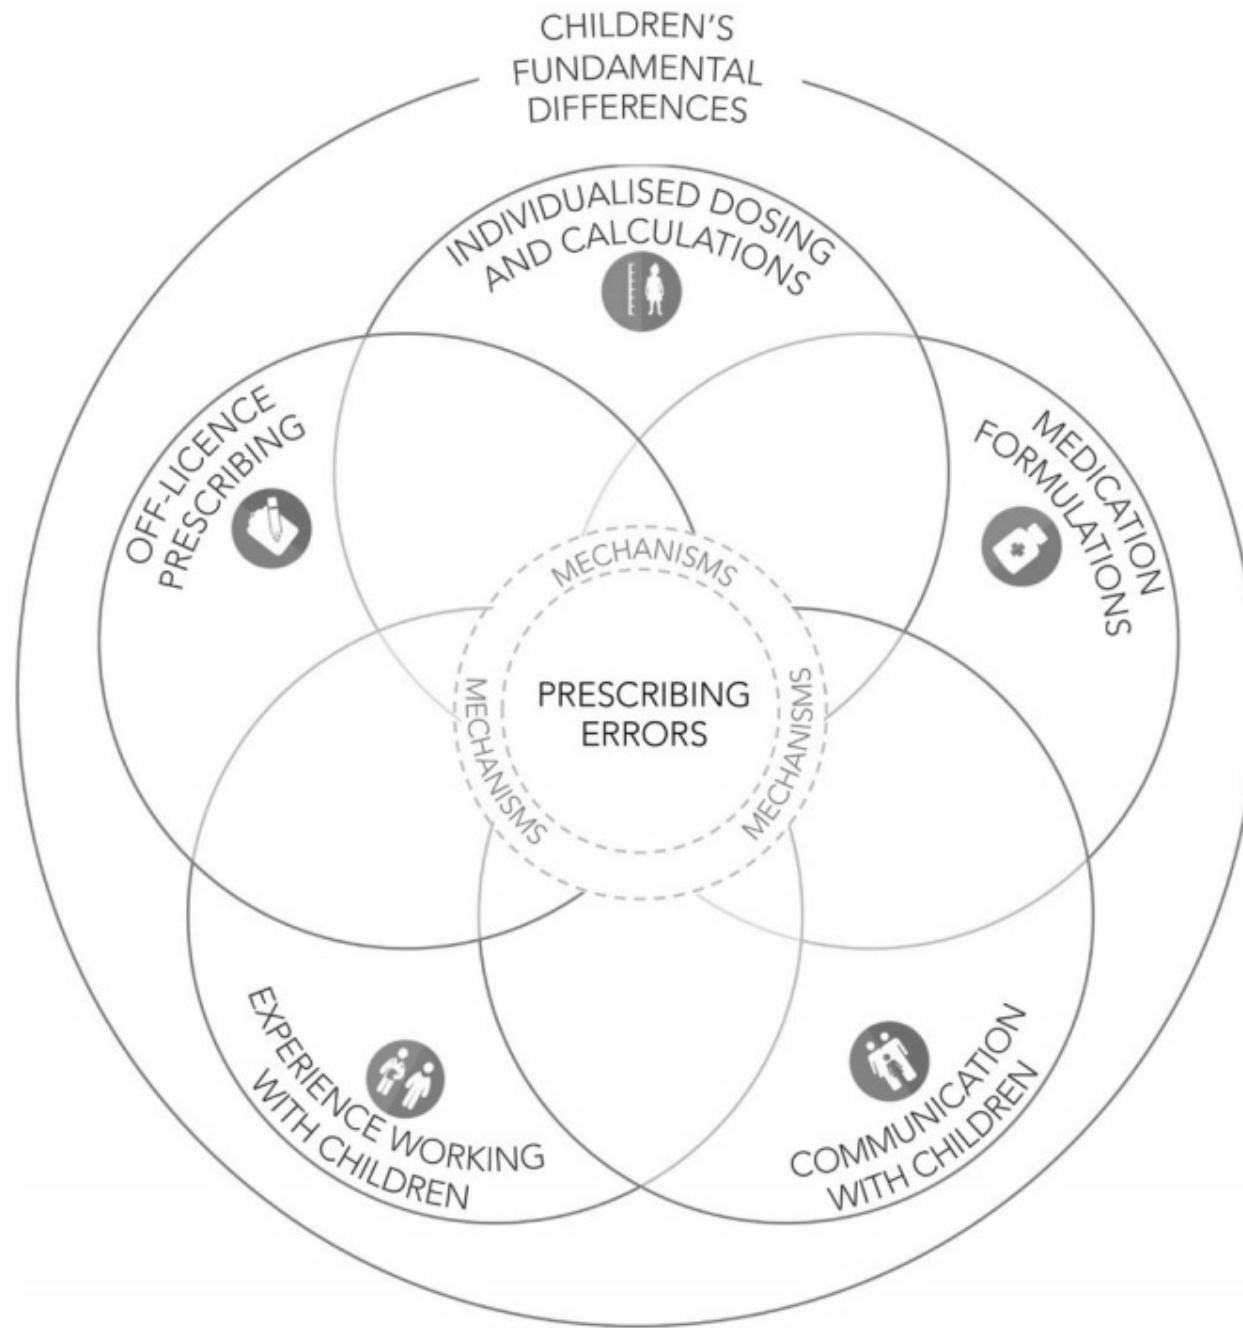 CHILDREN'S
FUNDAMENTAL
DIFFERENCES
INDIVIDUALISED DOSING
AND CALCULATIONS
OFF-LICENCE
PRESCRIBING
MEDICATION
FORMULATIONS
MECHANISMS
MECHANISMS
MECHANISMS
PRESCRIBING
ERRORS
EXPERIENCE WORKING
WITH CHILDREN
COMMUNICATION
WITH CHILDREN